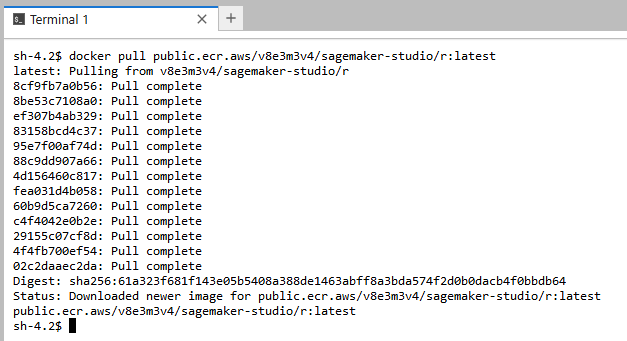 Terminal 1
sh-4.2$ docker pull public.ecr.aws/v8e3m3v4/sagemaker-studio/r:latest
latest: Pulling from v8e3m3v4/sagemaker-studio/r
8cf9fb7a0b56: Pull complete
8be53c7108a0: Pull complete
ef307b4ab329: Pull complete
83158bcd4c37: Pull complete
95e7f00af74d: Pull complete
88c9dd907a66: Pull complete
4d156460c817: Pull complete
fea031d4b058: Pull complete
60b9d5ca7260: Pull complete
c4f4042e0b2e: Pull complete
29155c07cf8d: Pull complete
4f4fb700ef54: Pull complete
02c2daaec2da: Pull complete
Digest: sha256:61a323f681f143e05b5408a388de1463abff8a3bda574f2d0b0dacb4f0bbdb64
Status: Downloaded newer image for public.ecr.aws/v8e3m3v4/sagemaker-studio/r:latest
public.ecr.aws/v8e3m3v4/sagemaker-studio/r:latest
sh-4.2$